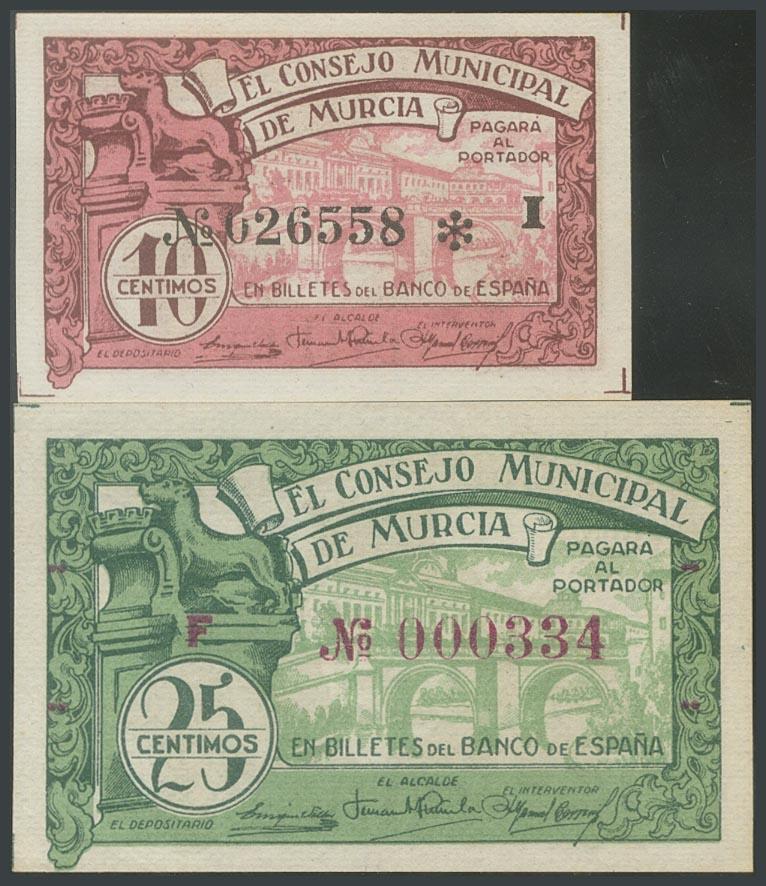 EL CONSEJO MUNICIPAL
DE MURCIA
PAGARÁ
AL
PORTADOR
No 026558 * I
10
CENTIMOS
EN BILLETES DEL BANCO DE ESPAÑA
EL ALCALDE
EL INTERVENTOR
EL DEPOSITARIO
EL CONSEJO MUNICIPAL
DE MURCIA
PAGARÁ
AL
PORTADOR
F No 000334
25
CENTIMOS
EN BILLETES DEL BANCO DE ESPAÑA
EL ALCALDE
EL INTERVENTOR
EL DEPOSITARIO